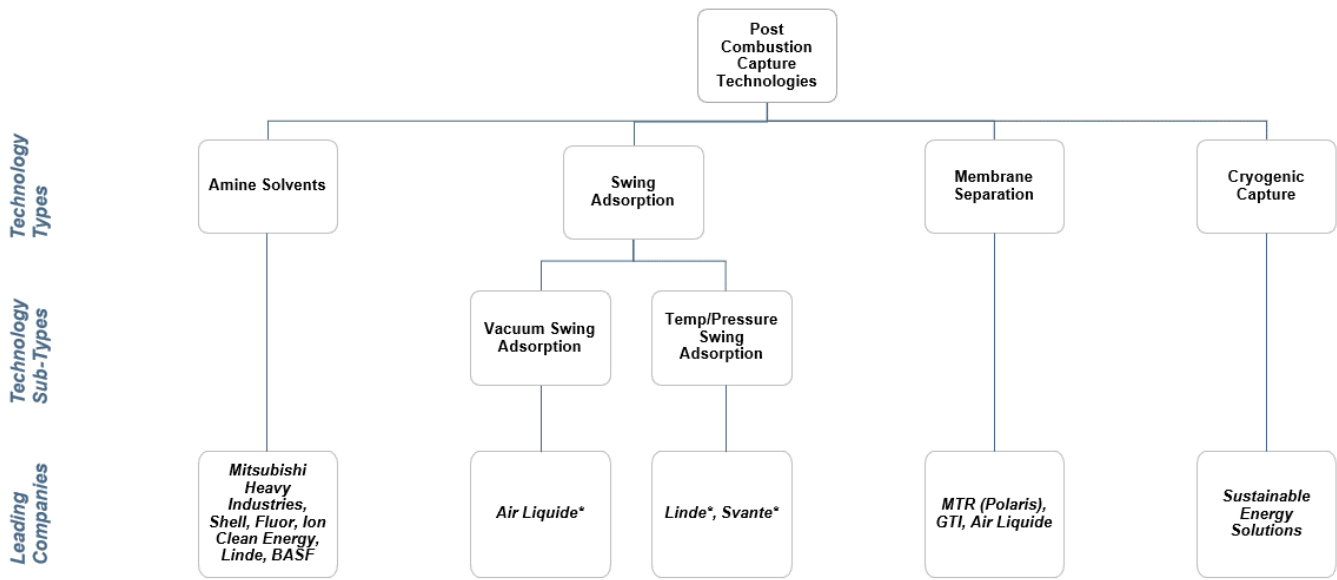 Post
Combustion
Capture
Technologies
Technology
Types
Amine Solvents
Swing
Adsorption
Membrane
Separation
Cryogenic
Capture
Technology
Sub-Types
Vacuum Swing
Adsorption
Temp/Pressure
Swing
Adsorption
Leading
Companies
Mitsubishi
Heavy
Industries,
Shell, Fluor, Ion
Clean Energy,
Linde, BASF
Air Liquide*
Linde*, Svante*
MTR (Polaris),
GTI, Air Liquide
Sustainable
Energy
Solutions